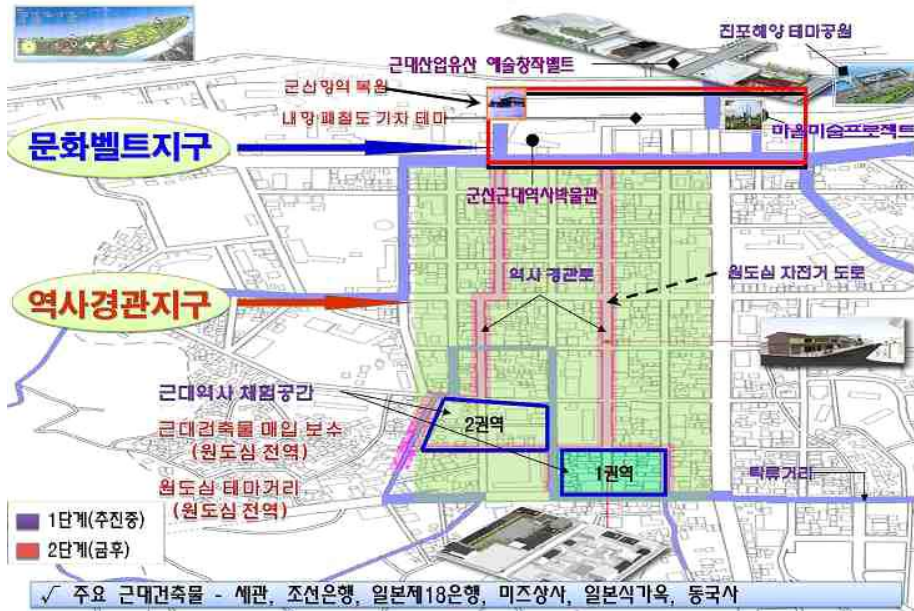 진포해양 테마공원
근대산업유산 예술창작벨트
군산항역 복원
내항 폐철도 기차 테마
마을미술프로젝트
문화벨트지구
군산근대역사박물관
역사 경관로
원도심 자전거 도로
역사경관지구
근대역사 체험공간
2권역
근대건축물 매입 보수
(원도심 전역)
1권역
탁류거리
원도심 테마거리
(원도심 전역)
1단계(추진중)
2단계(금후)
√ 주요 근대건축물 - 세관, 조선은행, 일본제18은행, 미즈상사, 일본식가옥, 동국사